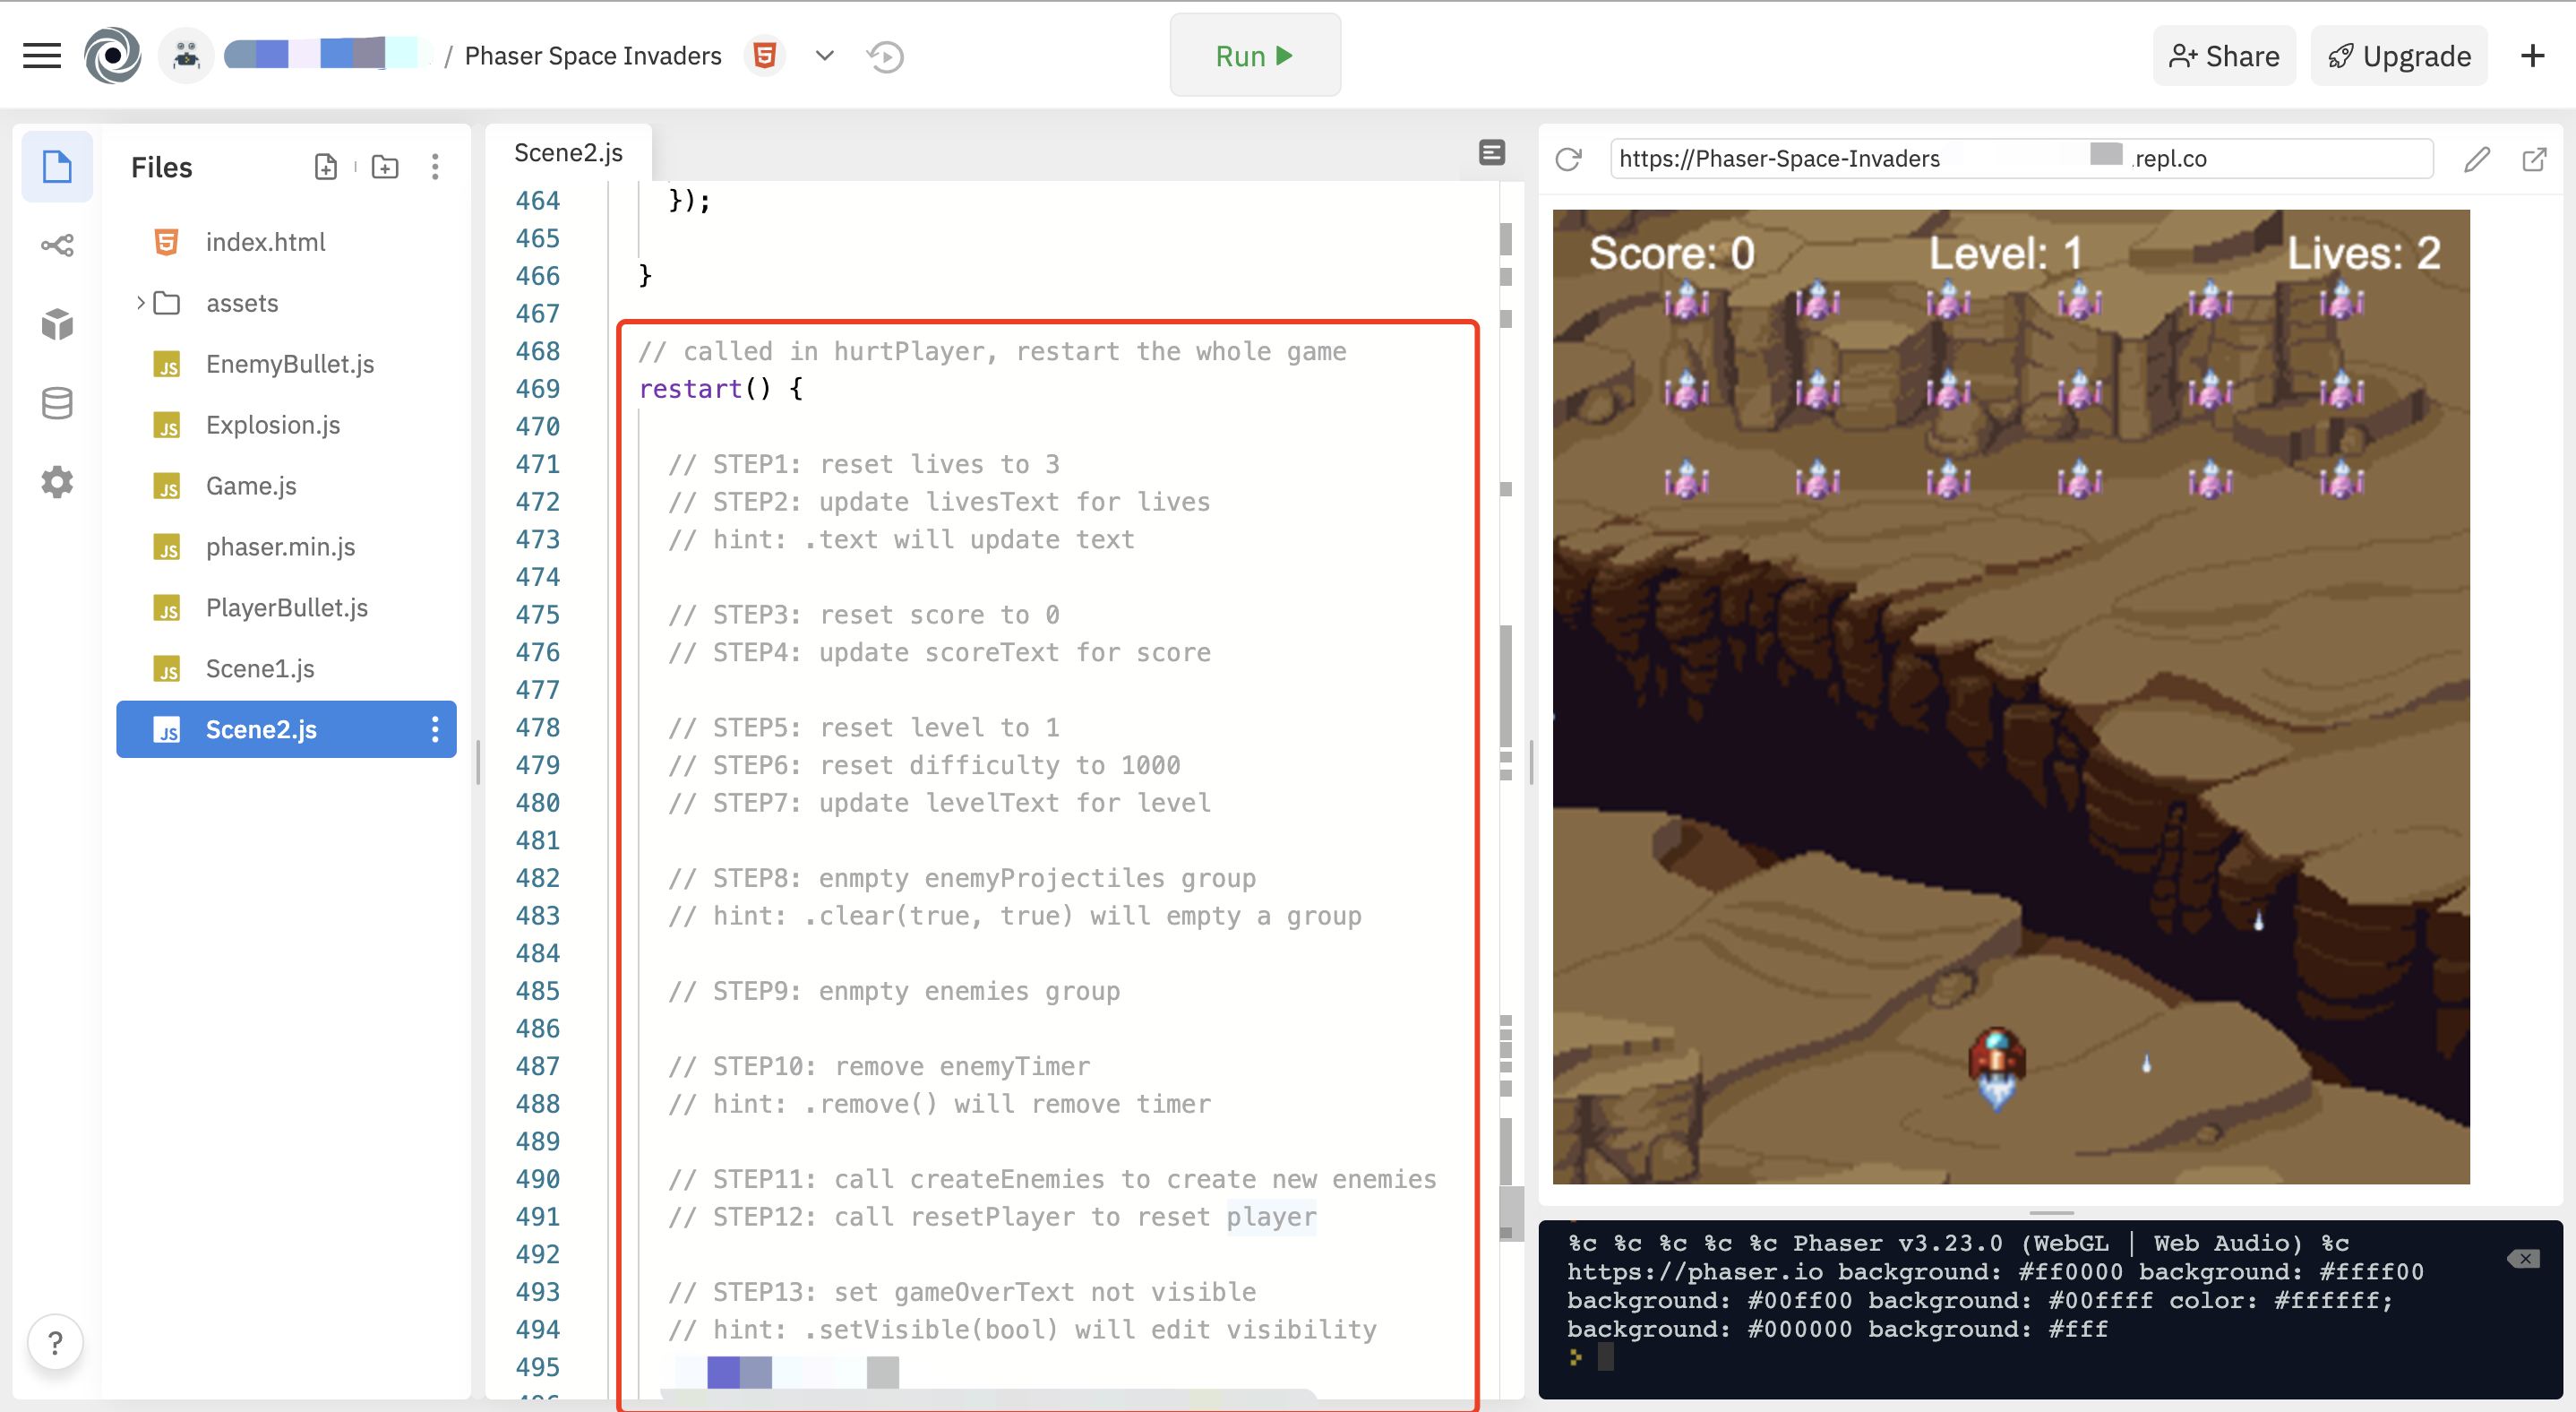 / Phaser Space Invaders
Run
Share
Upgrade
Files
index.html
assets
EnemyBullet.js
Explosion.js
Game.js
phaser.min.js
PlayerBullet.js
Scene1.js
Scene2.js
Scene2.js
464 });
465
466 }
467
468 // called in hurtPlayer, restart the whole game
469 restart() {
470
471 // STEP1: reset lives to 3
472 // STEP2: update livesText for lives
473 // hint: .text will update text
474
475 // STEP3: reset score to 0
476 // STEP4: update scoreText for score
477
478 // STEP5: reset level to 1
479 // STEP6: reset difficulty to 1000
480 // STEP7: update levelText for level
481
482 // STEP8: enmpty enemyProjectiles group
483 // hint: .clear(true, true) will empty a group
484
485 // STEP9: enmpty enemies group
486
487 // STEP10: remove enemyTimer
488 // hint: .remove() will remove timer
489
490 // STEP11: call createEnemies to create new enemies
491 // STEP12: call resetPlayer to reset player
492
493 // STEP13: set gameOverText not visible
494 // hint: .setVisible(bool) will edit visibility
495
https://Phaser-Space-Invaders .repl.co
Score: 0 Level: 1 Lives: 2
%c %c %c %c %c Phaser v3.23.0 (WebGL | Web Audio) %c
https://phaser.io background: #ff0000 background: #ffff00
background: #00ff00 background: #00ffff color: #ffffff;
background: #000000 background: #fff
?